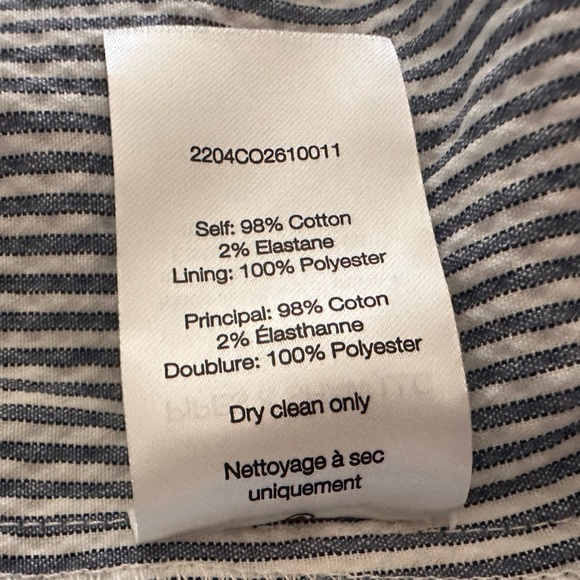 2204CO2610011
Self: 98% Cotton
2% Elastane
Lining: 100% Polyester
Principal: 98% Coton
2% Élasthanne
Doublure: 100% Polyester
Dry clean only
Nettoyage à sec
uniquement